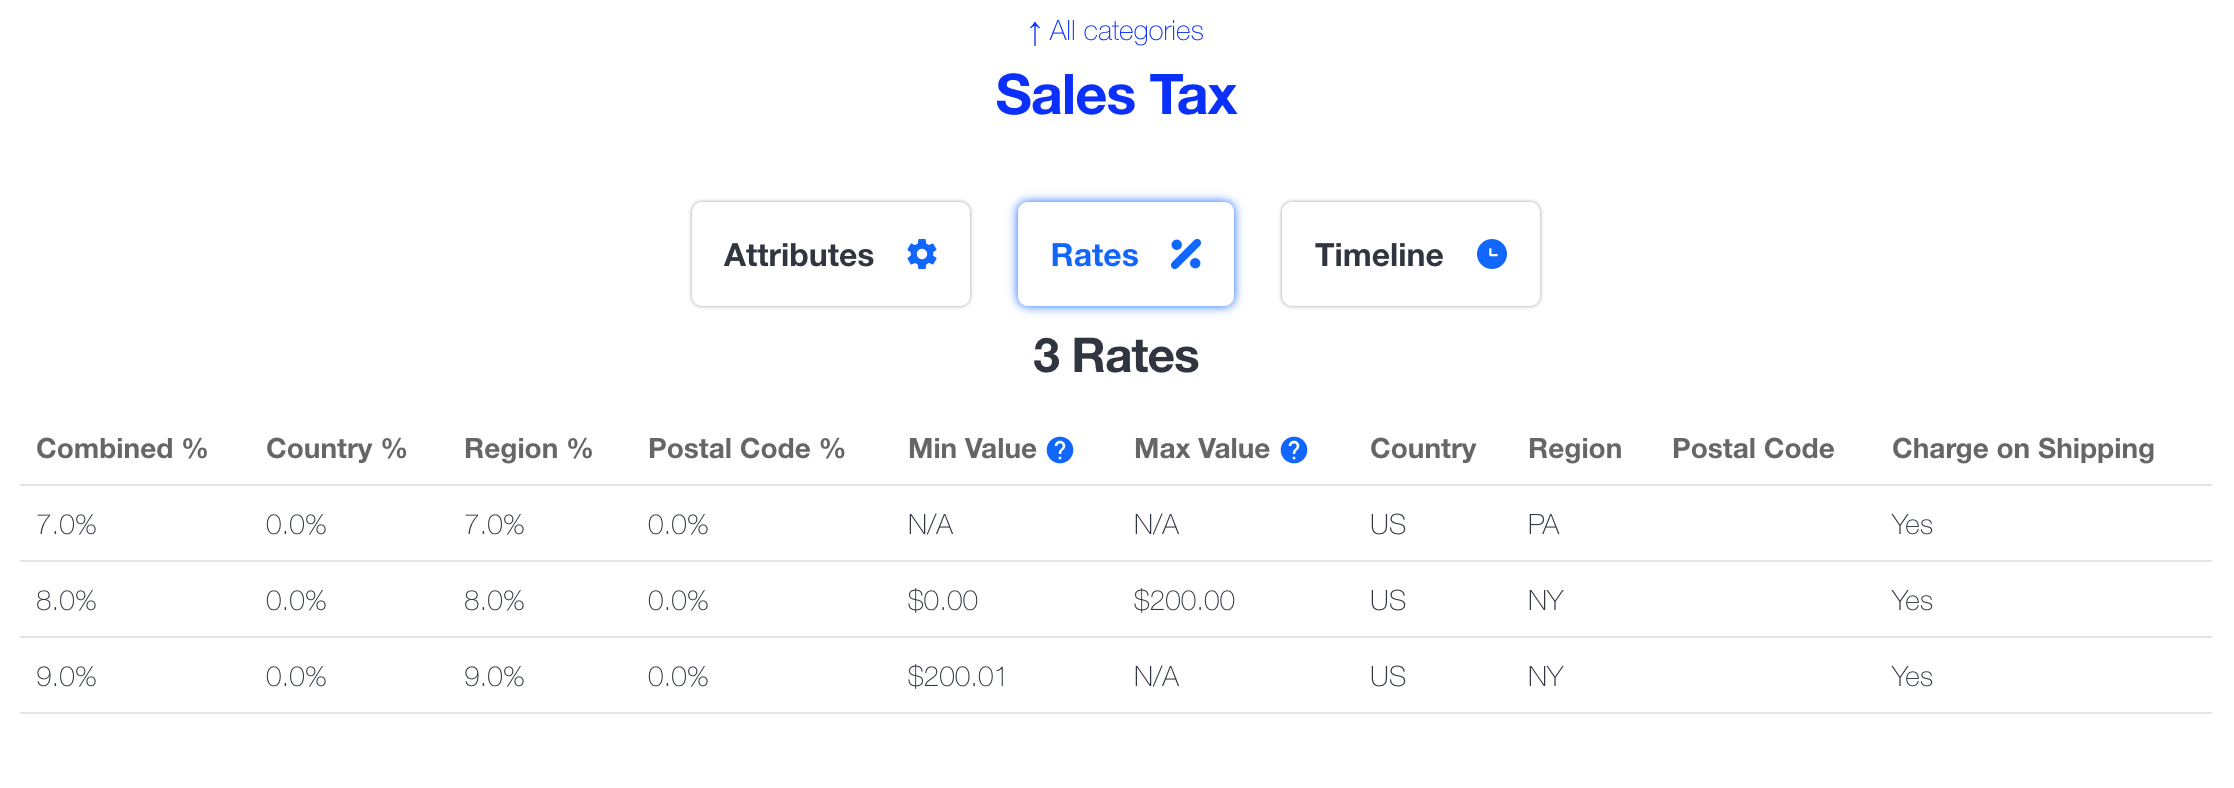 ↑ All categories
Sales Tax
Attributes Rates Timeline
3 Rates
Combined % Country % Region % Postal Code % Min Value ? Max Value ? Country Region Postal Code Charge on Shipping
7.0% 0.0% 7.0% 0.0% N/A N/A US PA Yes
8.0% 0.0% 8.0% 0.0% $0.00 $200.00 US NY Yes
9.0% 0.0% 9.0% 0.0% $200.01 N/A US NY Yes